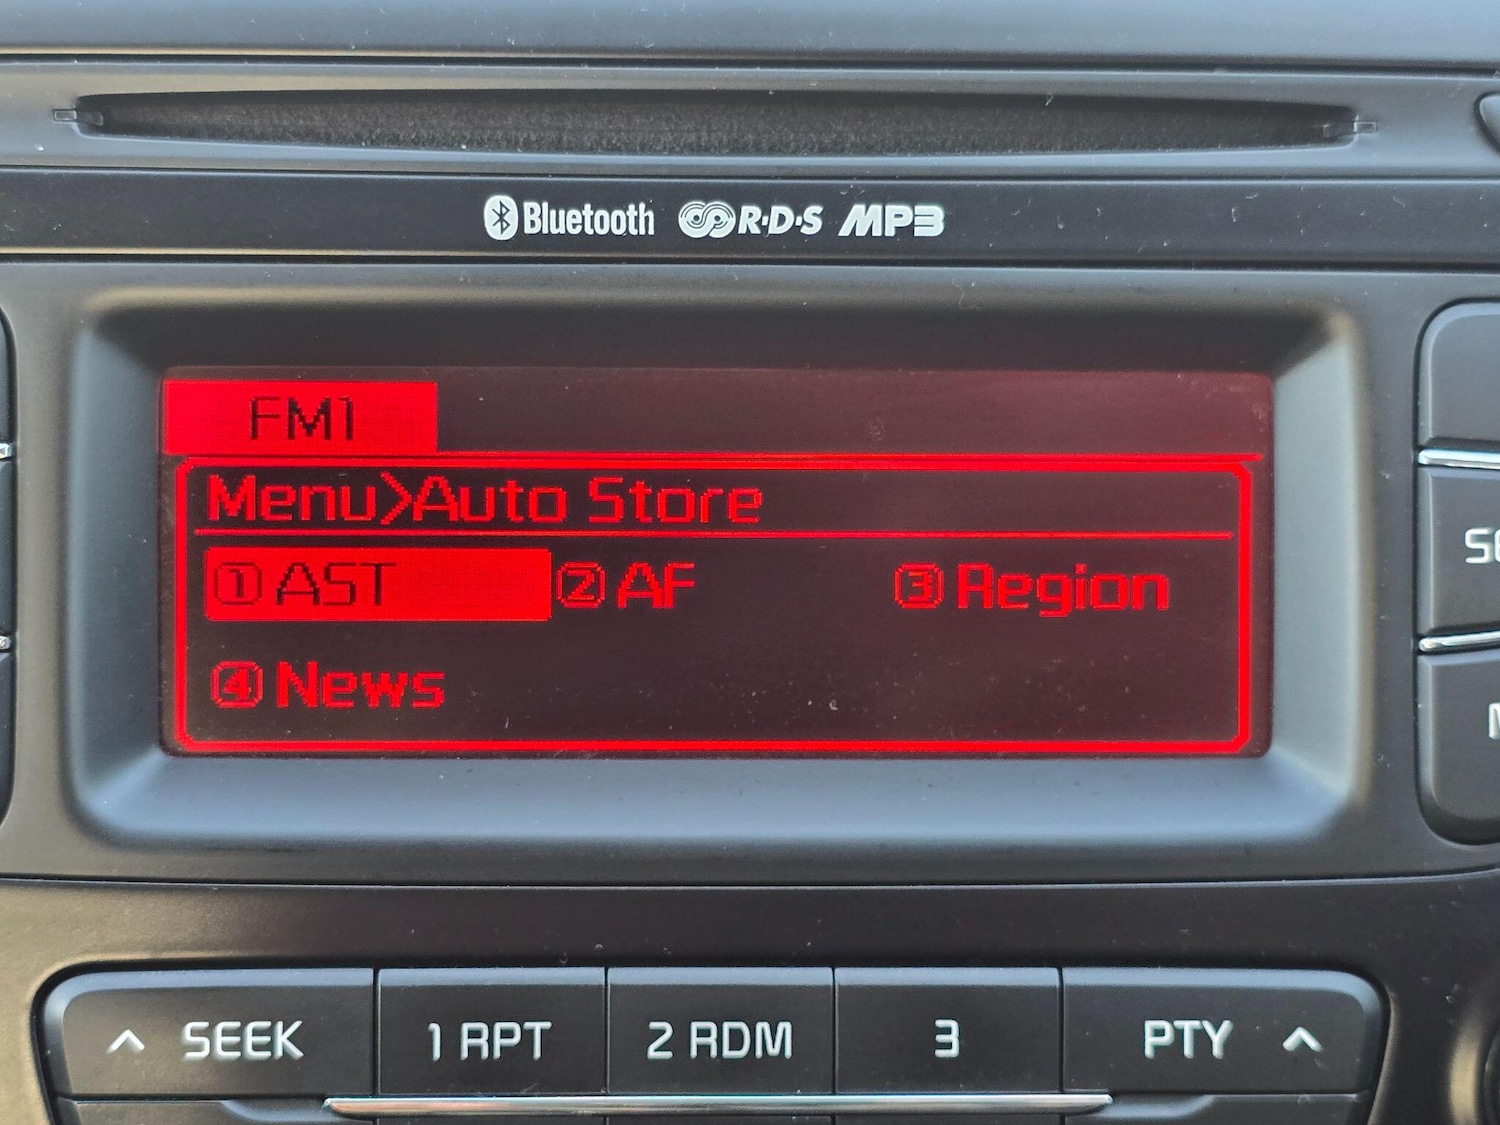 Bluetooth R·D·S MP3
FM1
Menu>Auto Store
① AST ② AF ③ Region
④ News
SEEK 1 RPT 2 RDM 3 PTY